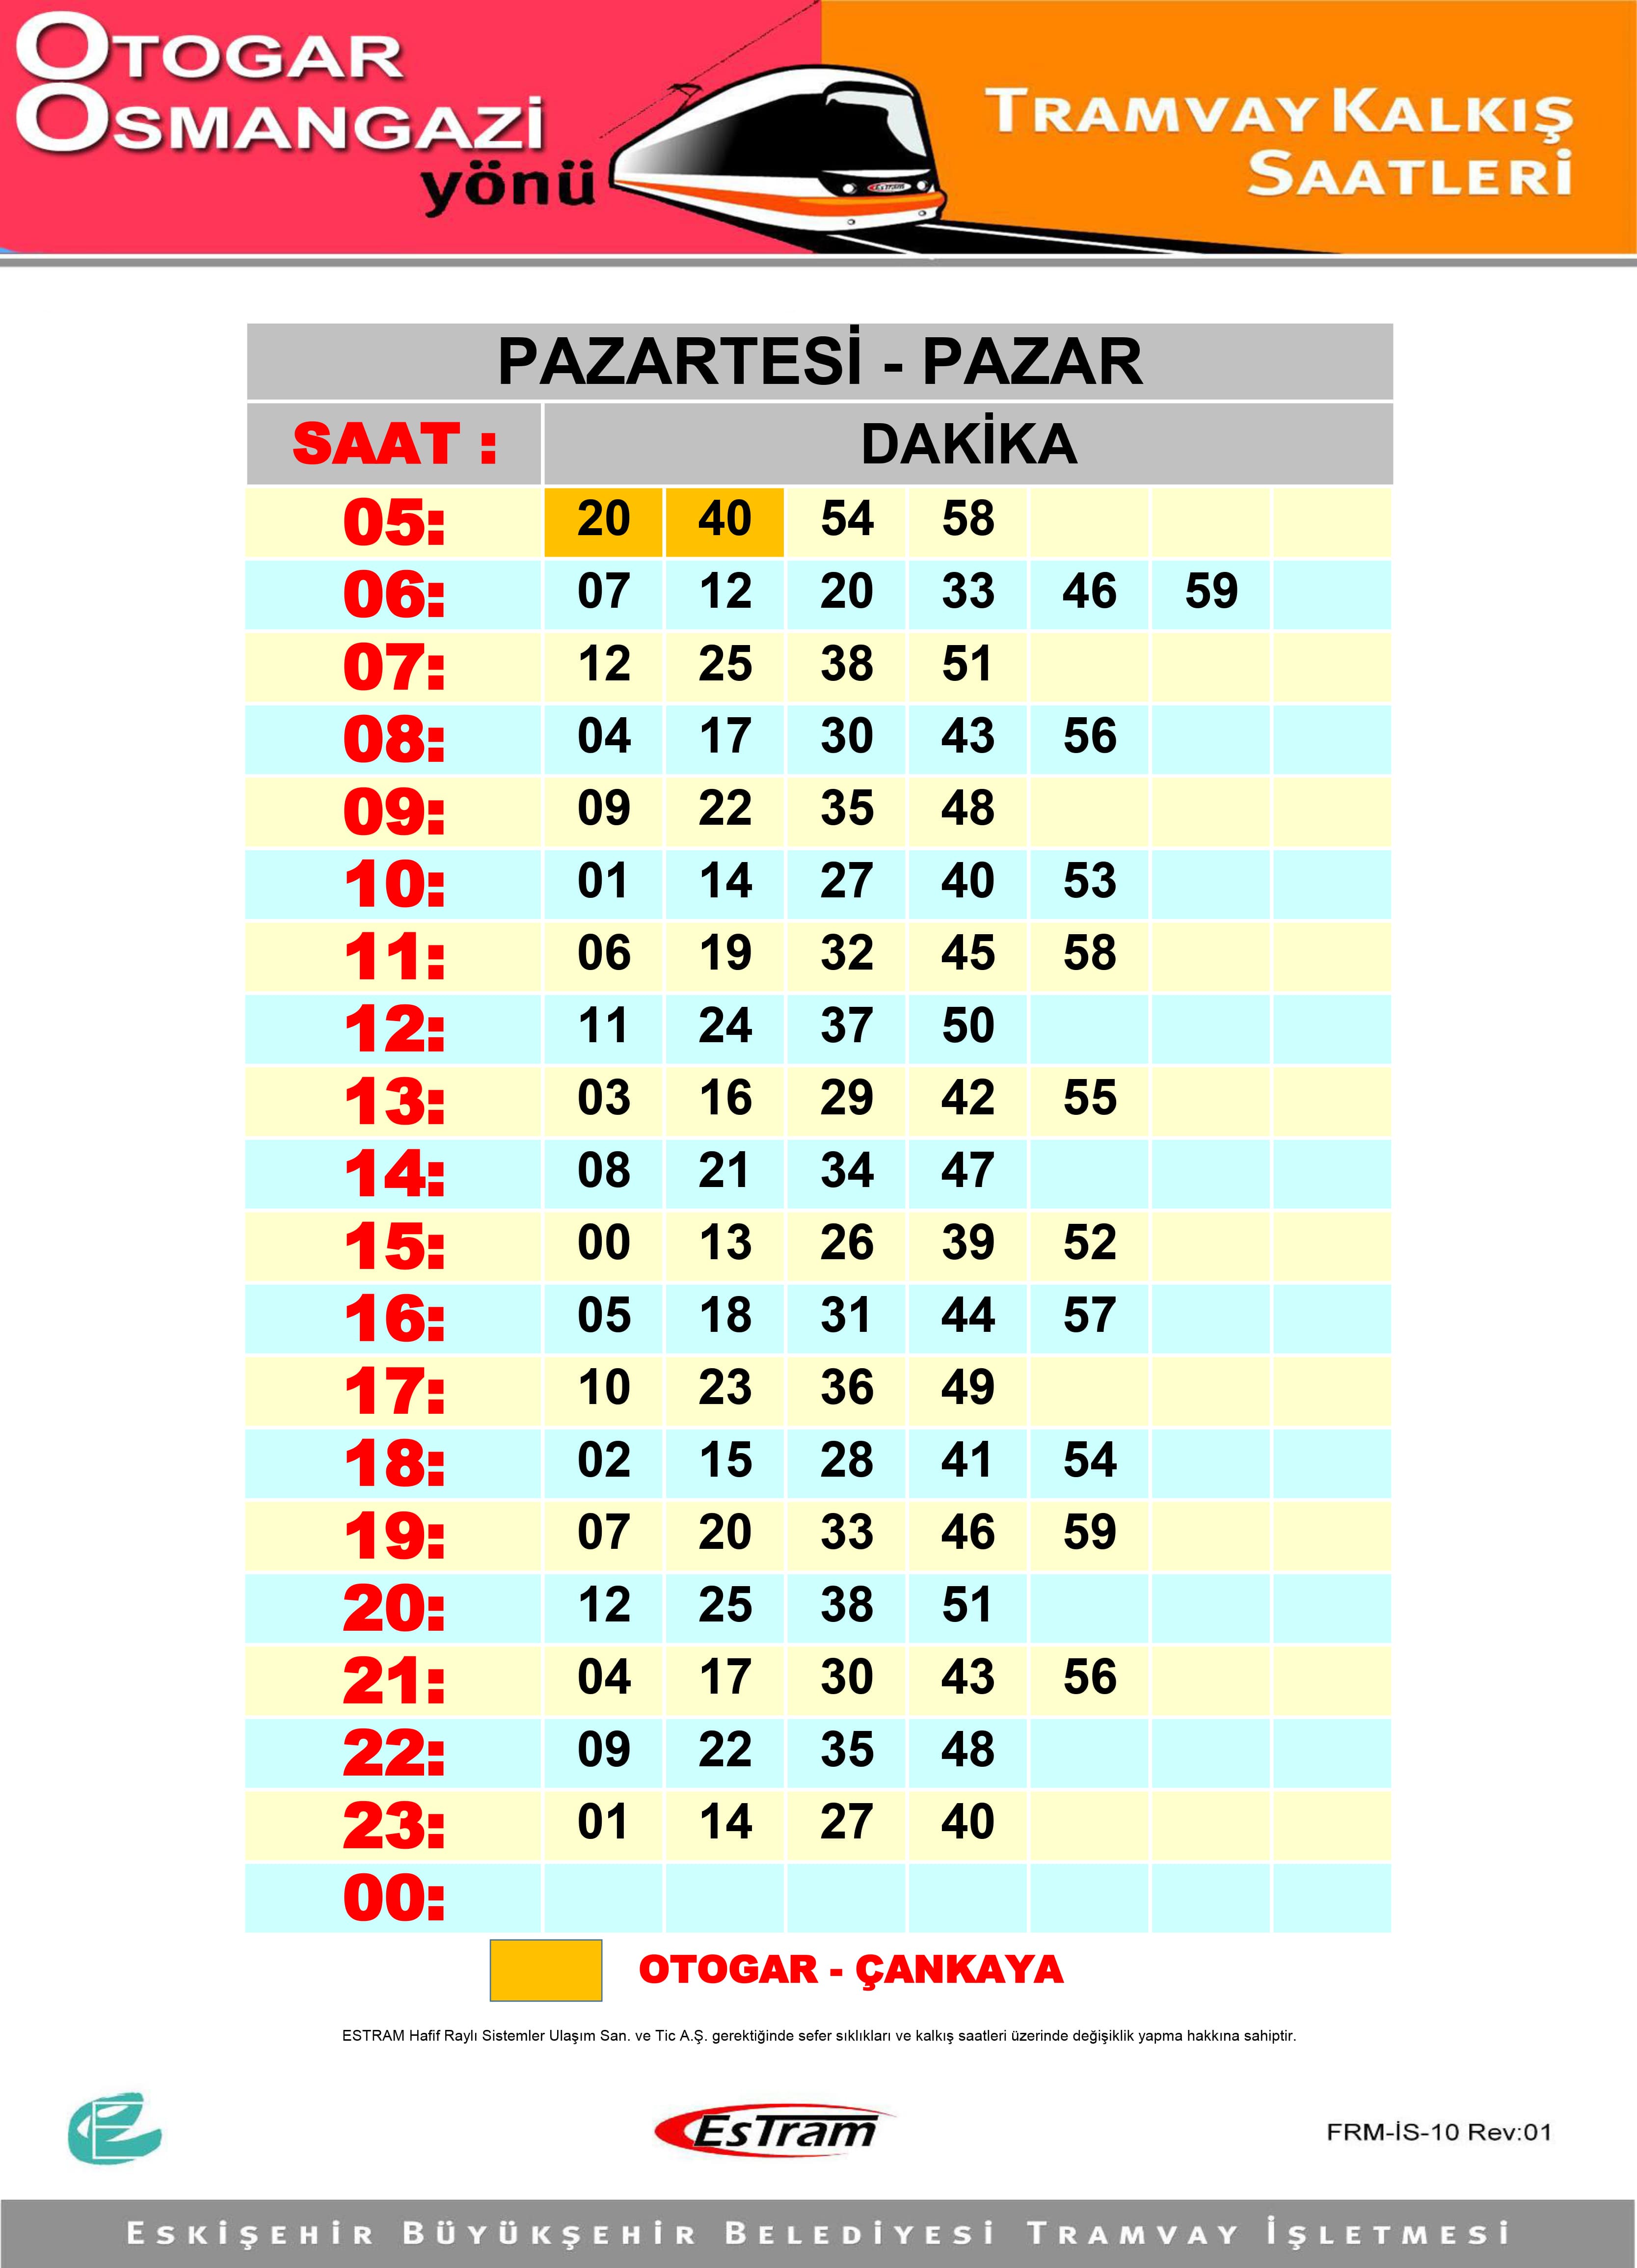 OTOGAR
OSMANGAZİ
yönü
TRAMVAY KALKIŞ
SAATLERİ
ESTRAM
PAZARTESİ - PAZAR
SAAT : DAKİKA
05: 20 40 54 58
06: 07 12 20 33 46 59
07: 12 25 38 51
08: 04 17 30 43 56
09: 09 22 35 48
10: 01 14 27 40 53
11: 06 19 32 45 58
12: 11 24 37 50
13: 03 16 29 42 55
14: 08 21 34 47
15: 00 13 26 39 52
16: 05 18 31 44 57
17: 10 23 36 49
18: 02 15 28 41 54
19: 07 20 33 46 59
20: 12 25 38 51
21: 04 17 30 43 56
22: 09 22 35 48
23: 01 14 27 40
00:
OTOGAR - ÇANKAYA
ESTRAM Hafif Raylı Sistemler Ulaşım San. ve Tic A.Ş. gerektiğinde sefer sıklıkları ve kalkış saatleri üzerinde değişiklik yapma hakkına sahiptir.
EsTram
FRM-İS-10 Rev:01
ESKİŞEHİR BÜYÜKŞEHİR BELEDİYESİ TRAMVAY İŞLETMESİ